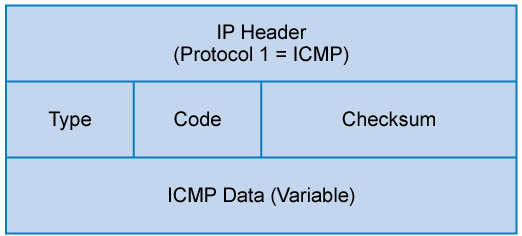 IP Header
(Protocol 1 = ICMP)
Type
Code
Checksum
ICMP Data (Variable)